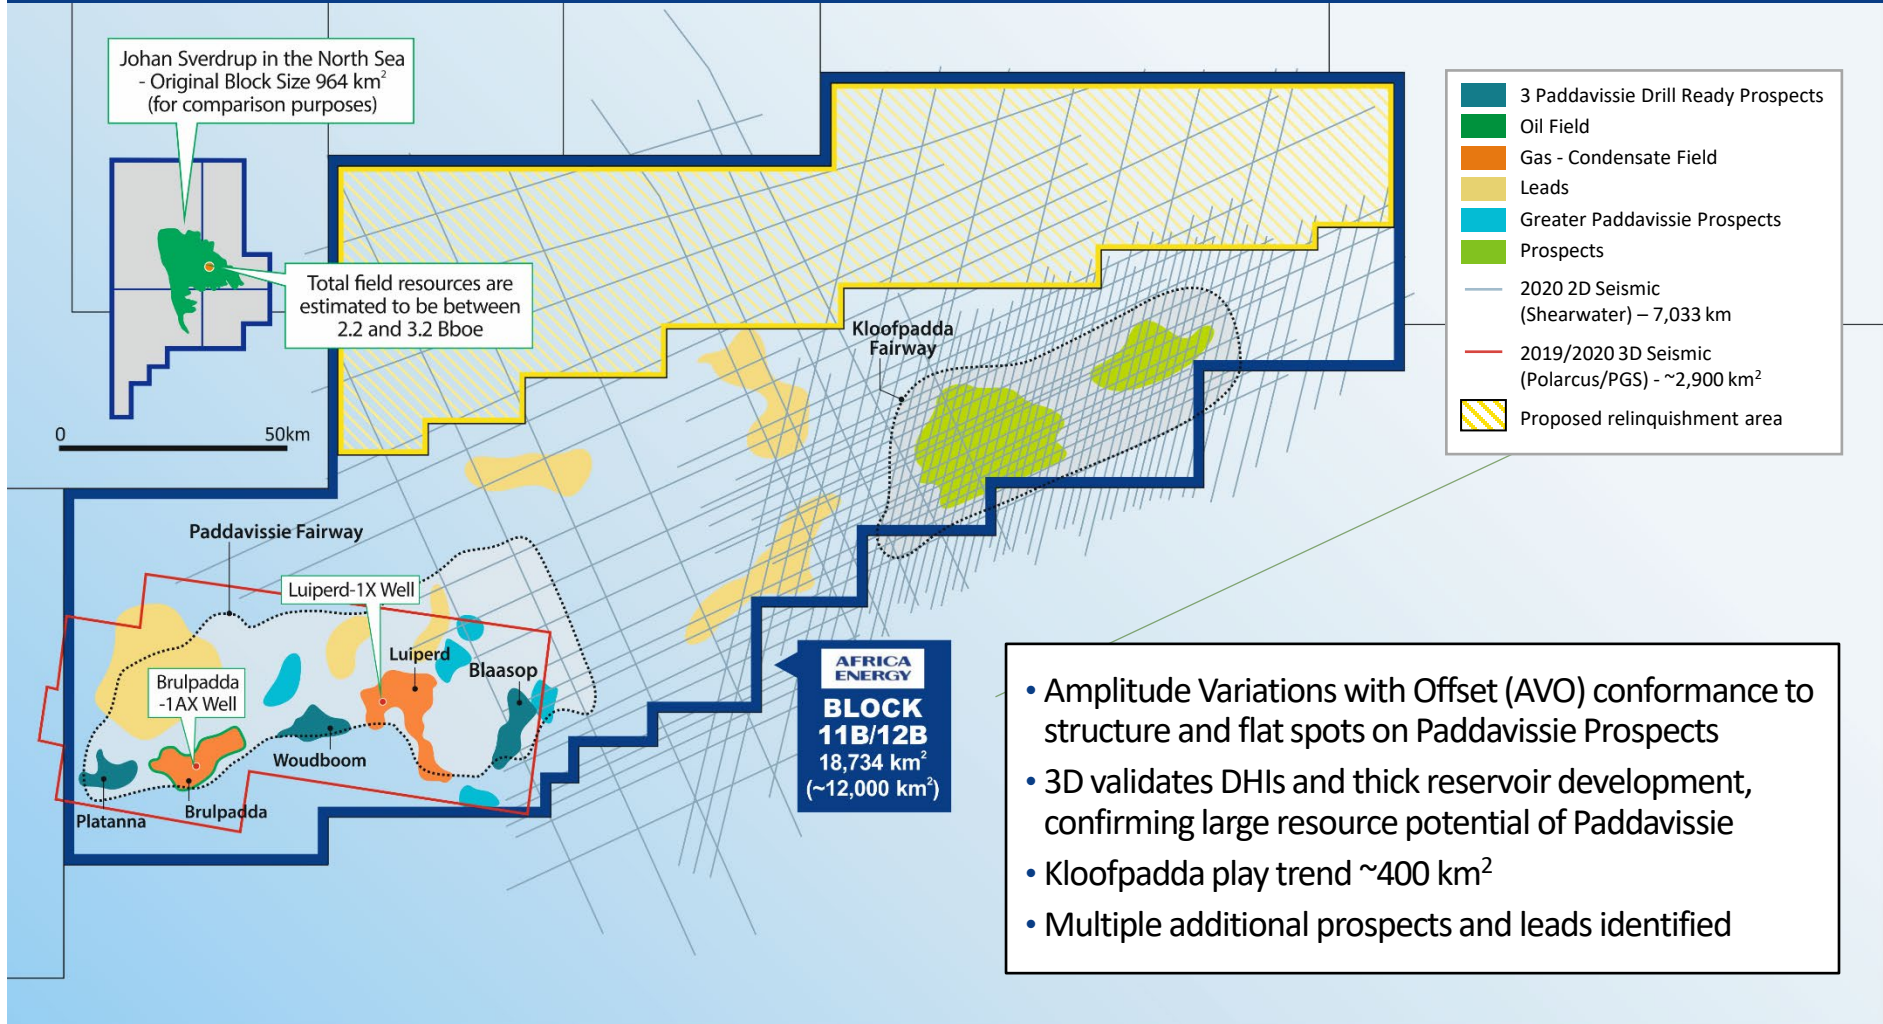 Johan Sverdrup in the North Sea
- Original Block Size 964 km²
(for comparison purposes)
Total field resources are
estimated to be between
2.2 and 3.2 Bboe
0 50km
3 Paddavissie Drill Ready Prospects
Oil Field
Gas - Condensate Field
Leads
Greater Paddavissie Prospects
Prospects
2020 2D Seismic
(Shearwater) – 7,033 km
2019/2020 3D Seismic
(Polarcus/PGS) - ~2,900 km²
Proposed relinquishment area
Kloofpadda
Fairway
Paddavissie Fairway
Luiperd-1X Well
Luiperd
Blaasop
Brulpadda
-1AX Well
Woudboom
Platanna
Brulpadda
AFRICA
ENERGY
BLOCK
11B/12B
18,734 km²
(~12,000 km²)
• Amplitude Variations with Offset (AVO) conformance to
structure and flat spots on Paddavissie Prospects
• 3D validates DHIs and thick reservoir development,
confirming large resource potential of Paddavissie
• Kloofpadda play trend ~400 km²
• Multiple additional prospects and leads identified